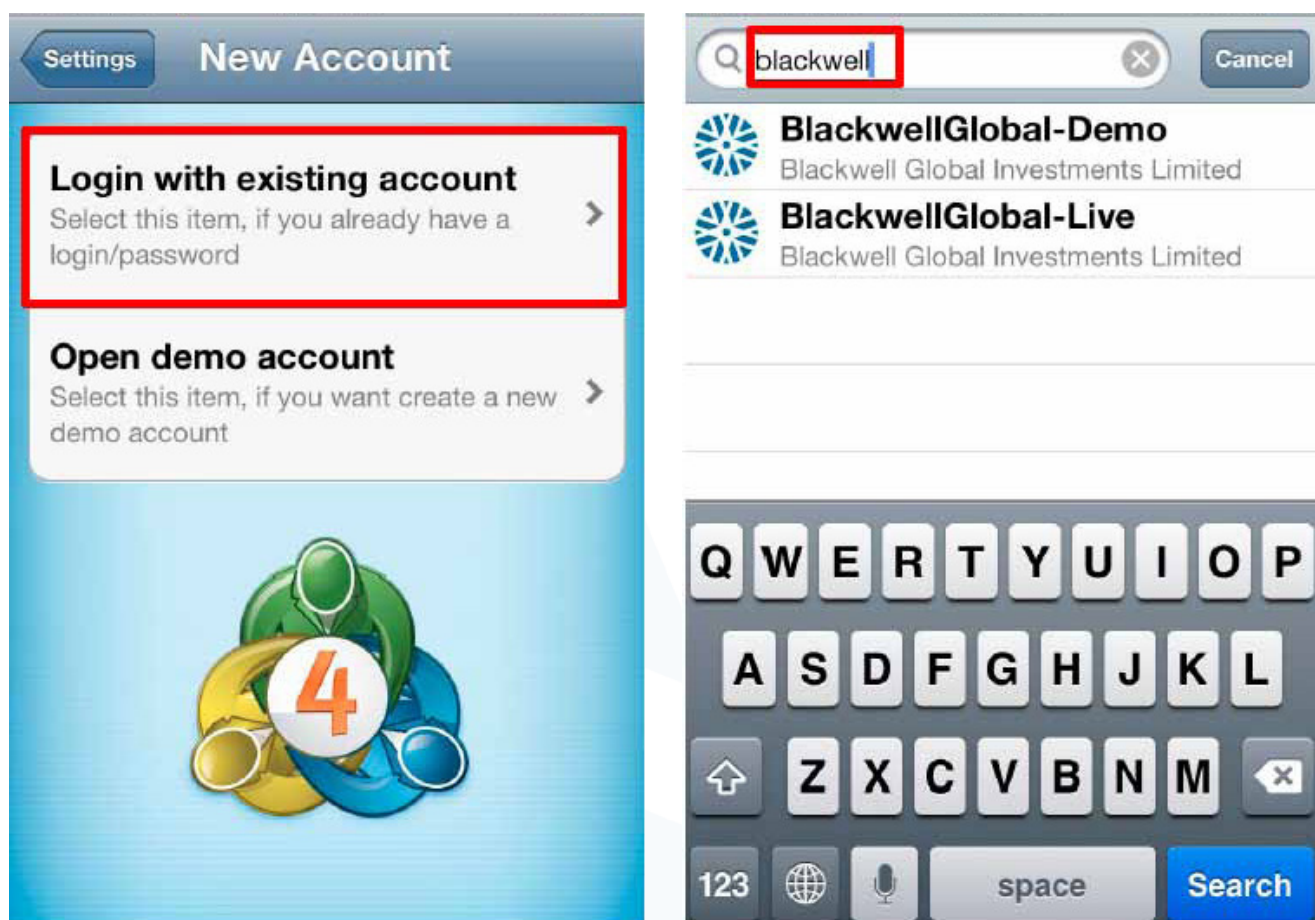 Settings
New Account
Login with existing account
Select this item, if you already have a
login/password
Open demo account
Select this item, if you want create a new
demo account
4
blackwell
Cancel
BlackwellGlobal-Demo
Blackwell Global Investments Limited
BlackwellGlobal-Live
Blackwell Global Investments Limited
Q W E R T Y U I O P
A S D F G H J K L
Z X C V B N M
123 space Search